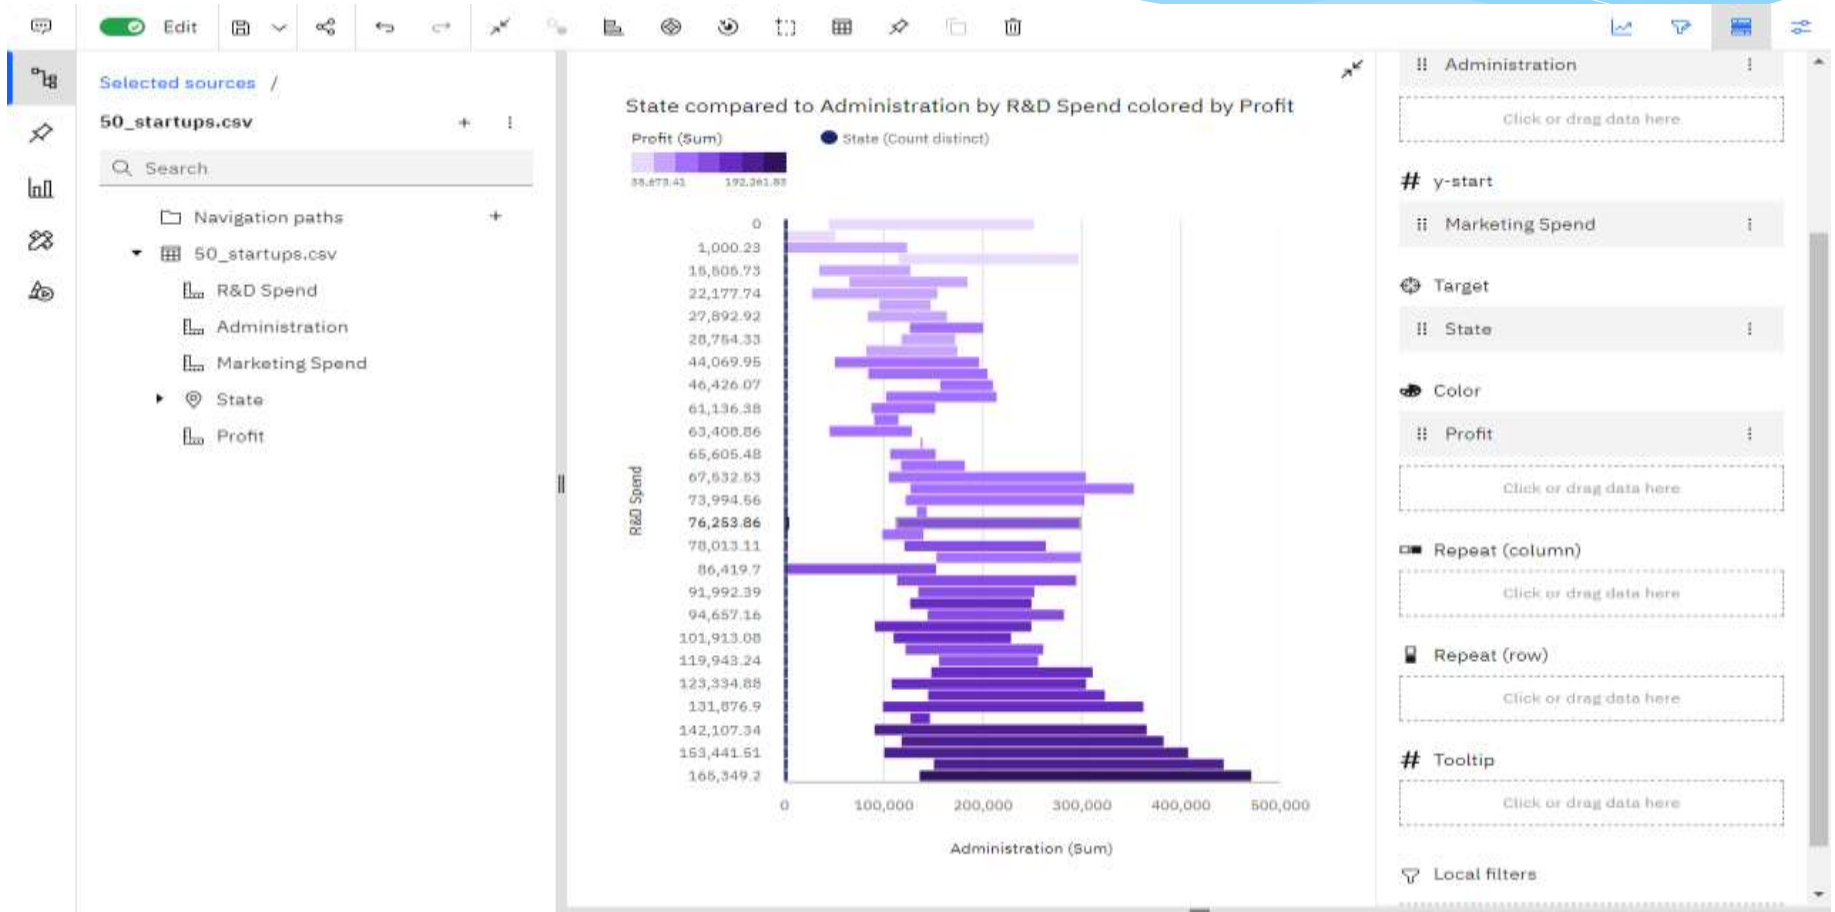 Edit
Selected sources /
50_startups.csv
Search
Navigation paths
50_startups.csv
R&D Spend
Administration
Marketing Spend
State
Profit
State compared to Administration by R&D Spend colored by Profit
Profit (Sum)
State (Count distinct)
192,261.83
0
1,000.23
22,177.74
27,892.92
28,754.33
44,069.95
46,426.07
61,136.38
63,408.86
65,605.48
67,532.53
73,994.56
76,253.86
78,013.11
86,419.7
91,992.39
94,657.16
101,913.08
119,943.24
123,334.88
131,876.9
142,107.34
153,441.51
165,349.2
R&D Spend
0
100,000
200,000
300,000
400,000
500,000
Administration (Sum)
Administration
Click or drag data here
# y-start
Marketing Spend
Target
State
Color
Profit
Click or drag data here
Repeat (column)
Click or drag data here
Repeat (row)
Click or drag data here
# Tooltip
Click or drag data here
Local filters